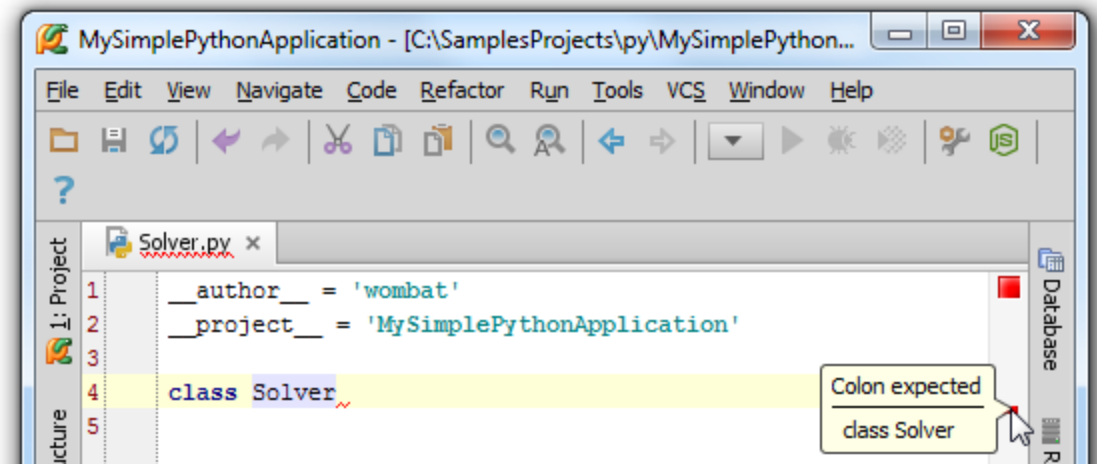 MySimplePythonApplication - [C:\SamplesProjects\py\MySimplePython...
File Edit View Navigate Code Refactor Run Tools VCS Window Help
JS
?
Solver.py
1: Project
Database
1 __author__ = 'wombat'
2 __project__ = 'MySimplePythonApplication'
3
4 class Solver
5
Colon expected
class Solver